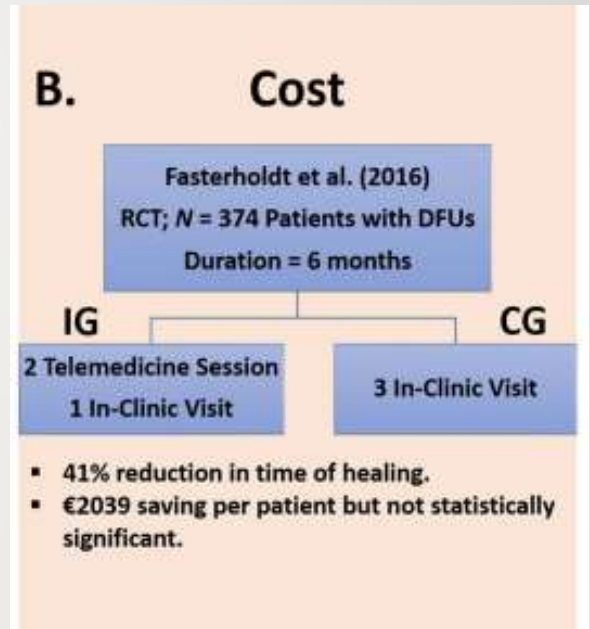 B. Cost
Fasterholdt et al. (2016)
RCT; N = 374 Patients with DFUs
Duration = 6 months
IG
CG
2 Telemedicine Session
1 In-Clinic Visit
3 In-Clinic Visit
▪ 41% reduction in time of healing.
▪ €2039 saving per patient but not statistically
significant.